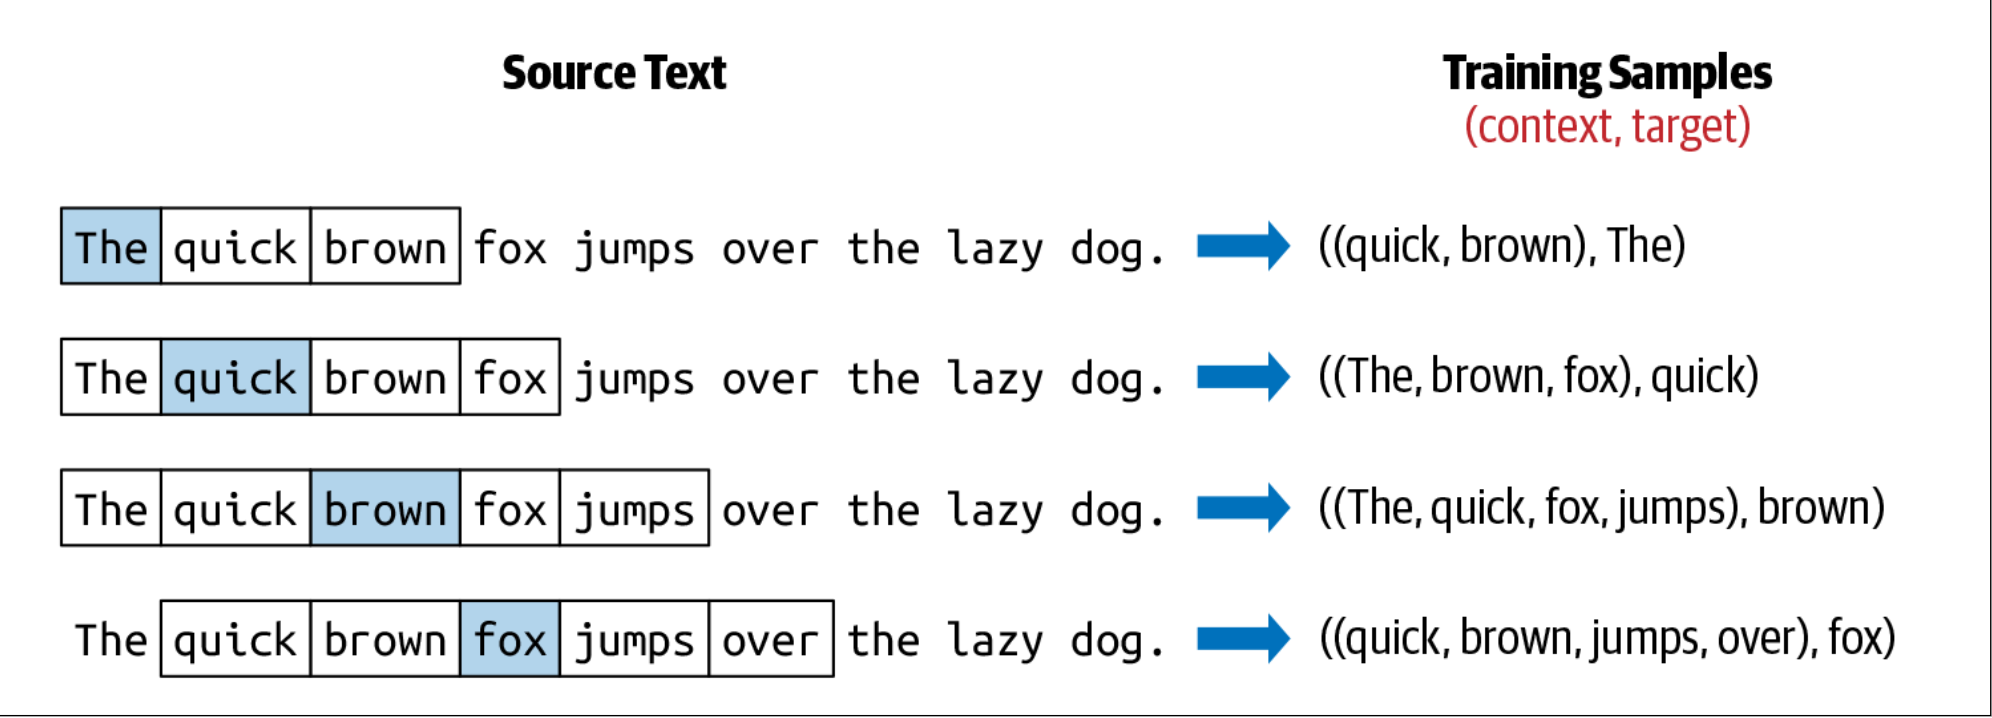 Source Text
Training Samples
(context, target)
The quick brown fox jumps over the lazy dog.
((quick, brown), The)
The quick brown fox jumps over the lazy dog.
((The, brown, fox), quick)
The quick brown fox jumps over the lazy dog.
((The, quick, fox, jumps), brown)
The quick brown fox jumps over the lazy dog.
((quick, brown, jumps, over), fox)